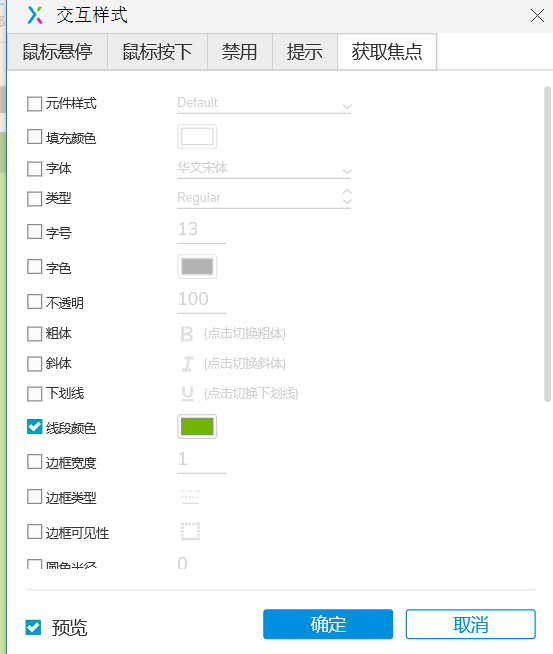 交互样式
鼠标悬停 鼠标按下 禁用 提示 获取焦点
元件样式 Default
填充颜色
字体 华文宋体
类型 Regular
字号 13
字色
不透明 100
粗体 B (点击切换粗体)
斜体 I (点击切换斜体)
下划线 U (点击切换下划线)
线段颜色
边框宽度 1
边框类型
边框可见性
圆角半径 0
预览 确定 取消